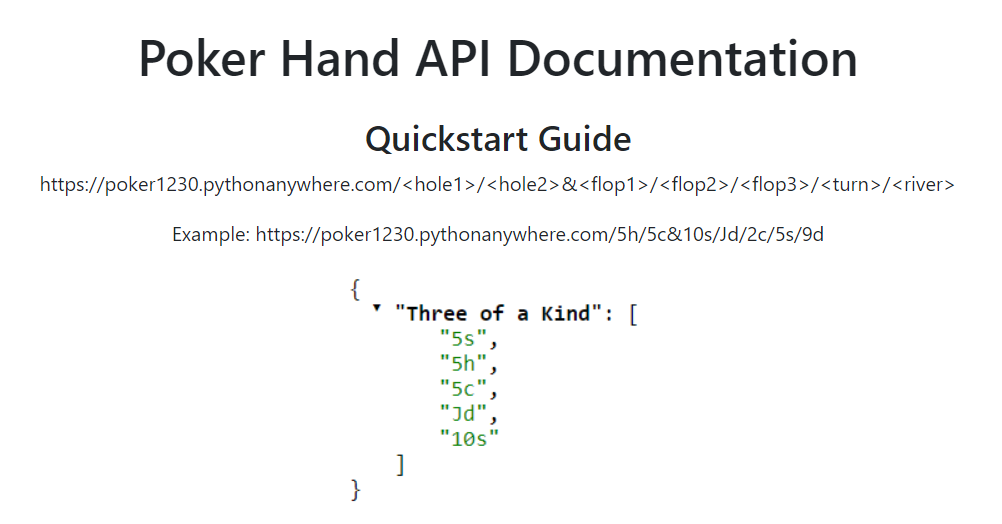 Poker Hand API Documentation
Quickstart Guide
https://poker1230.pythonanywhere.com/<hole1>/<hole2>&<flop1>/<flop2>/<flop3>/<turn>/<river>
Example: https://poker1230.pythonanywhere.com/5h/5c&10s/Jd/2c/5s/9d
{
"Three of a Kind": [
"5s",
"5h",
"5c",
"Jd",
"10s"
]
}